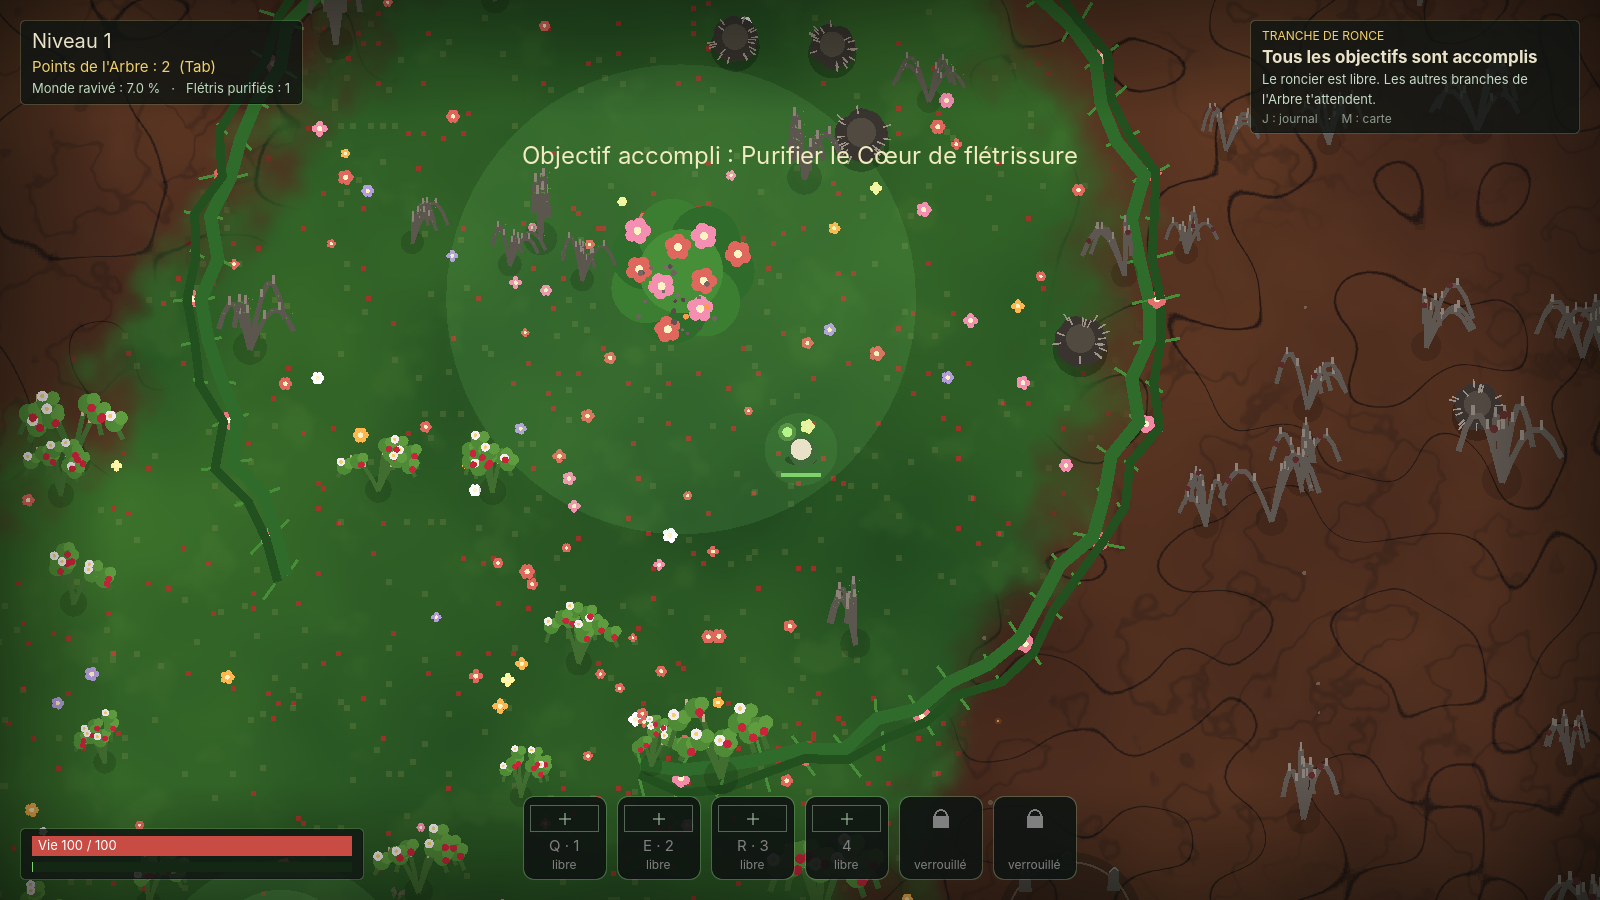 Niveau 1
Points de l'Arbre : 2 (Tab)
Monde ravivé : 7.0 % · Flétris purifiés : 1
TRANCHE DE RONCE
Tous les objectifs sont accomplis
Le roncier est libre. Les autres branches de
l'Arbre t'attendent.
J : journal · M : carte
Objectif accompli : Purifier le Cœur de flétrissure
Vie 100 / 100
Q · 1
libre
E · 2
libre
R · 3
libre
4
libre
verrouillé
verrouillé